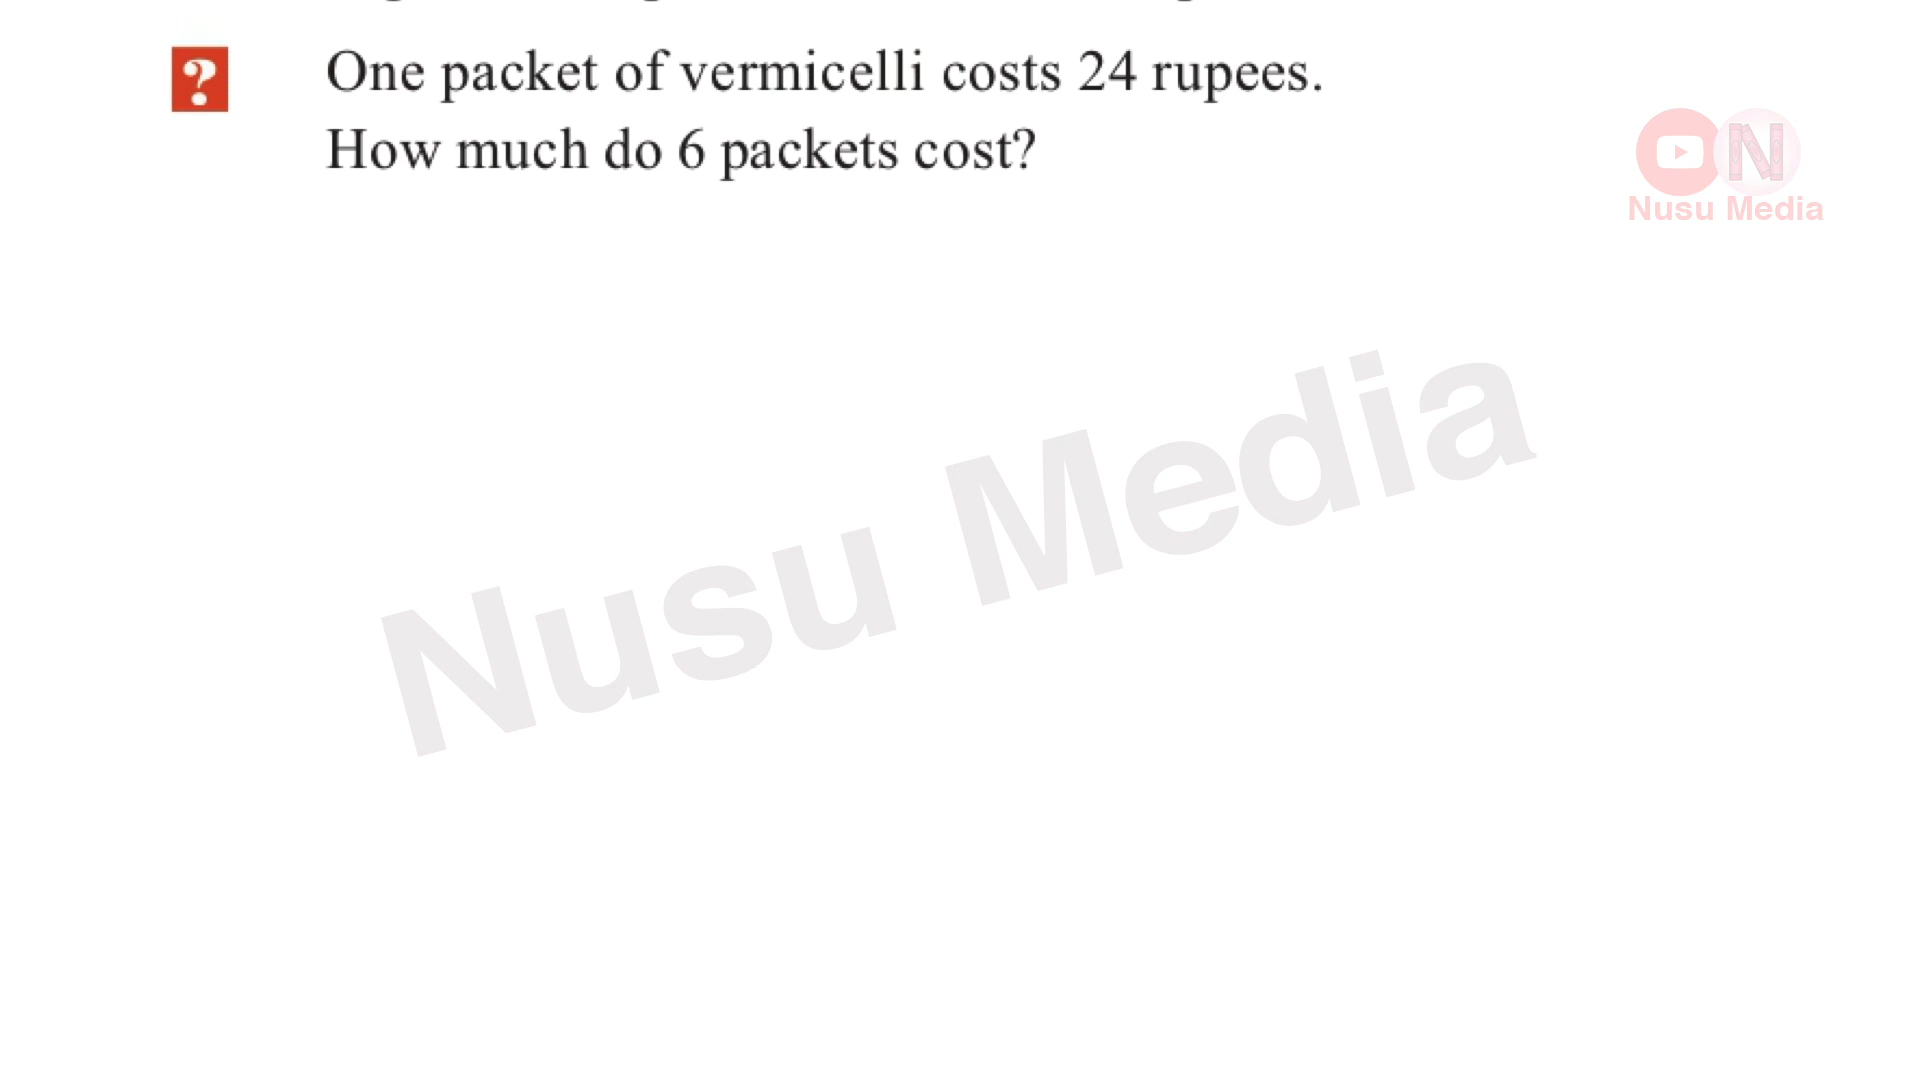 ?
One packet of vermicelli costs 24 rupees.
How much do 6 packets cost?
N
Nusu Media
Nusu Media